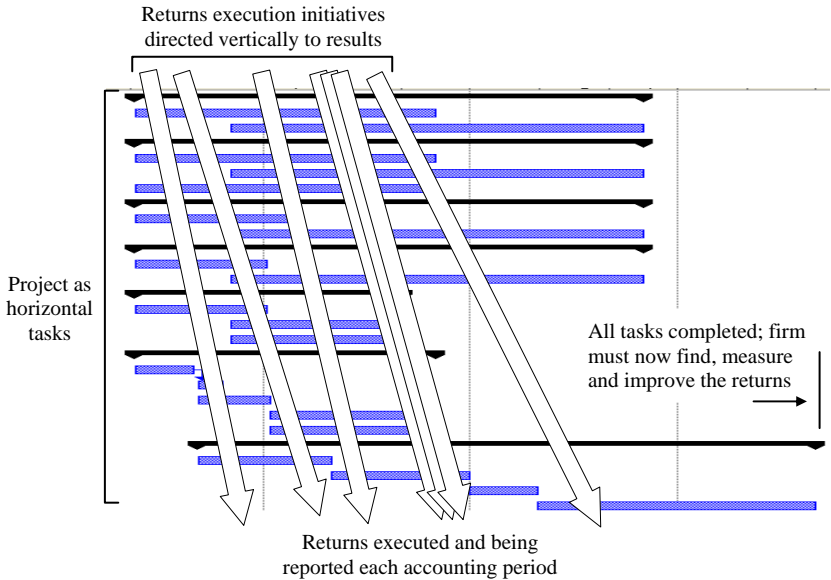 Returns execution initiatives
directed vertically to results
Project as
horizontal
tasks
All tasks completed; firm
must now find, measure
and improve the returns
Returns executed and being
reported each accounting period